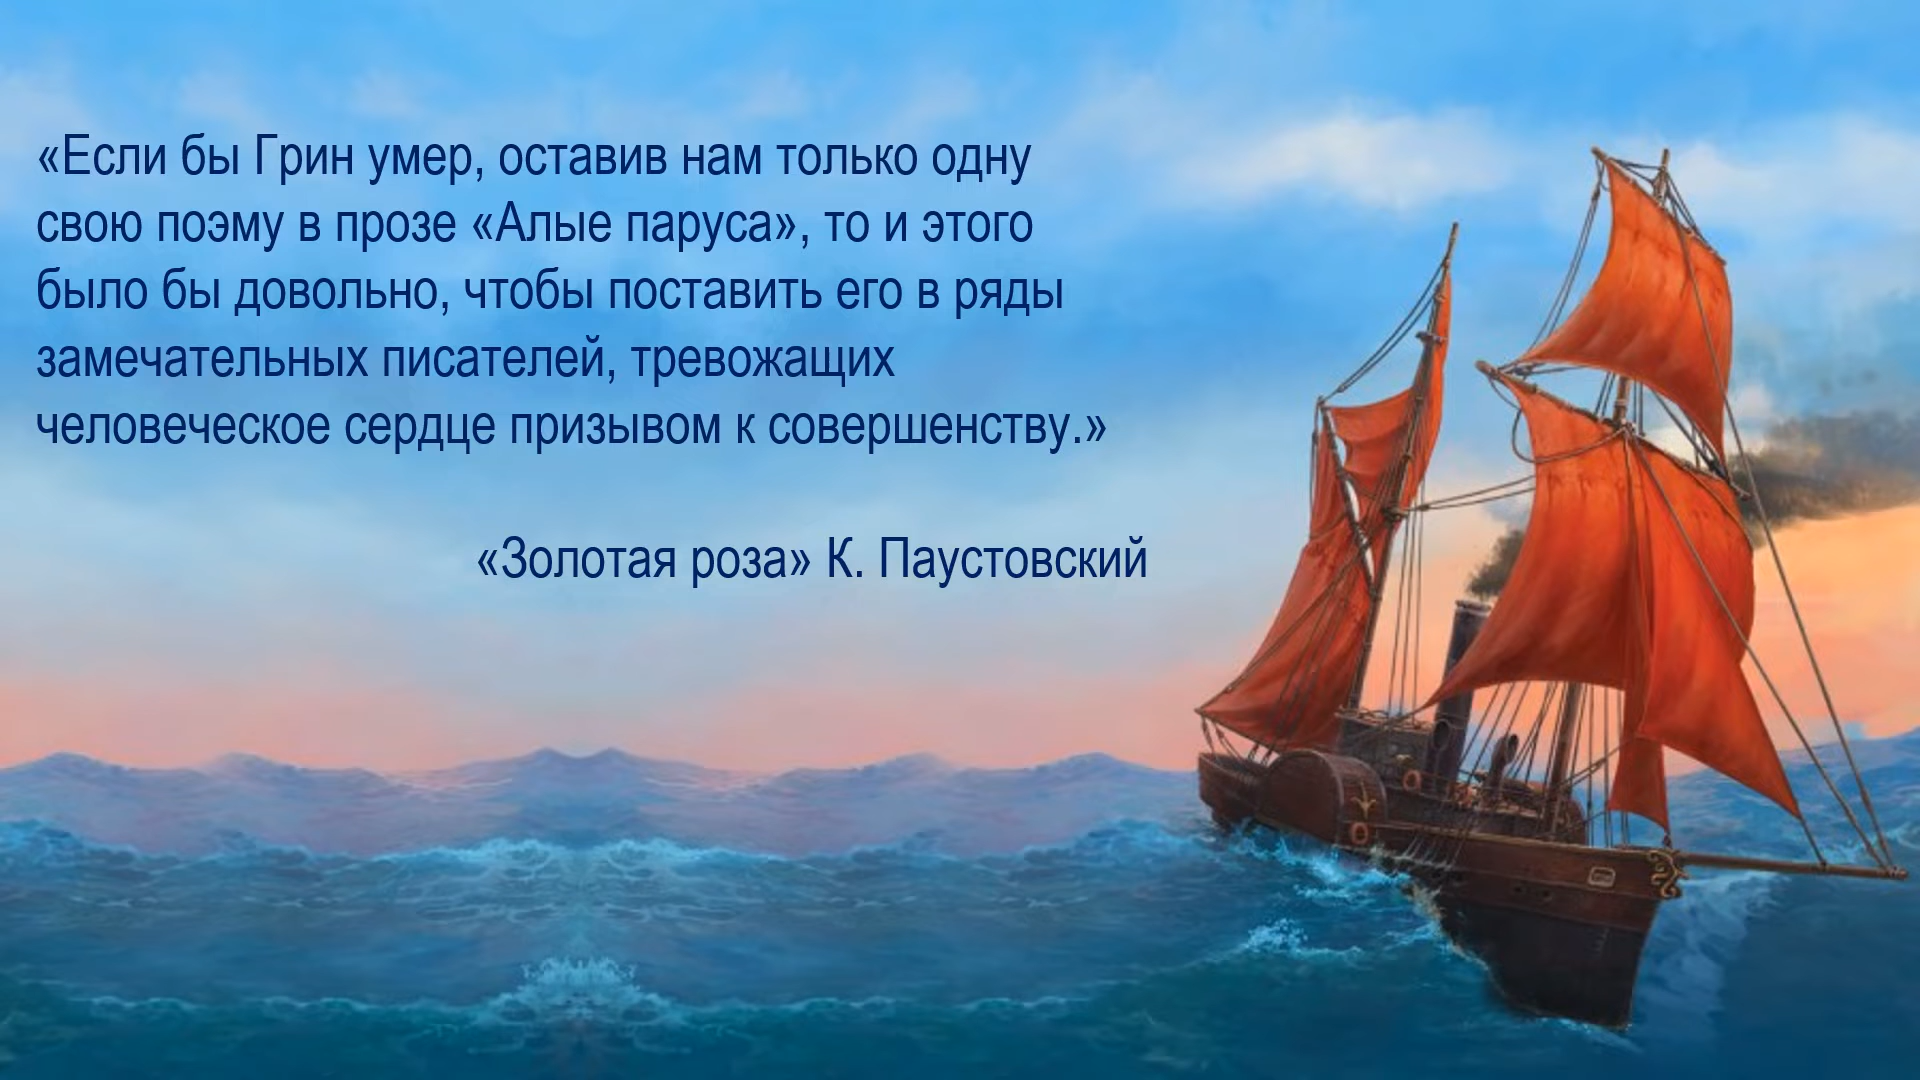 «Если бы Грин умер, оставив нам только одну
свою поэму в прозе «Алые паруса», то и этого
было бы довольно, чтобы поставить его в ряды
замечательных писателей, тревожащих
человеческое сердце призывом к совершенству.»
«Золотая роза» К. Паустовский